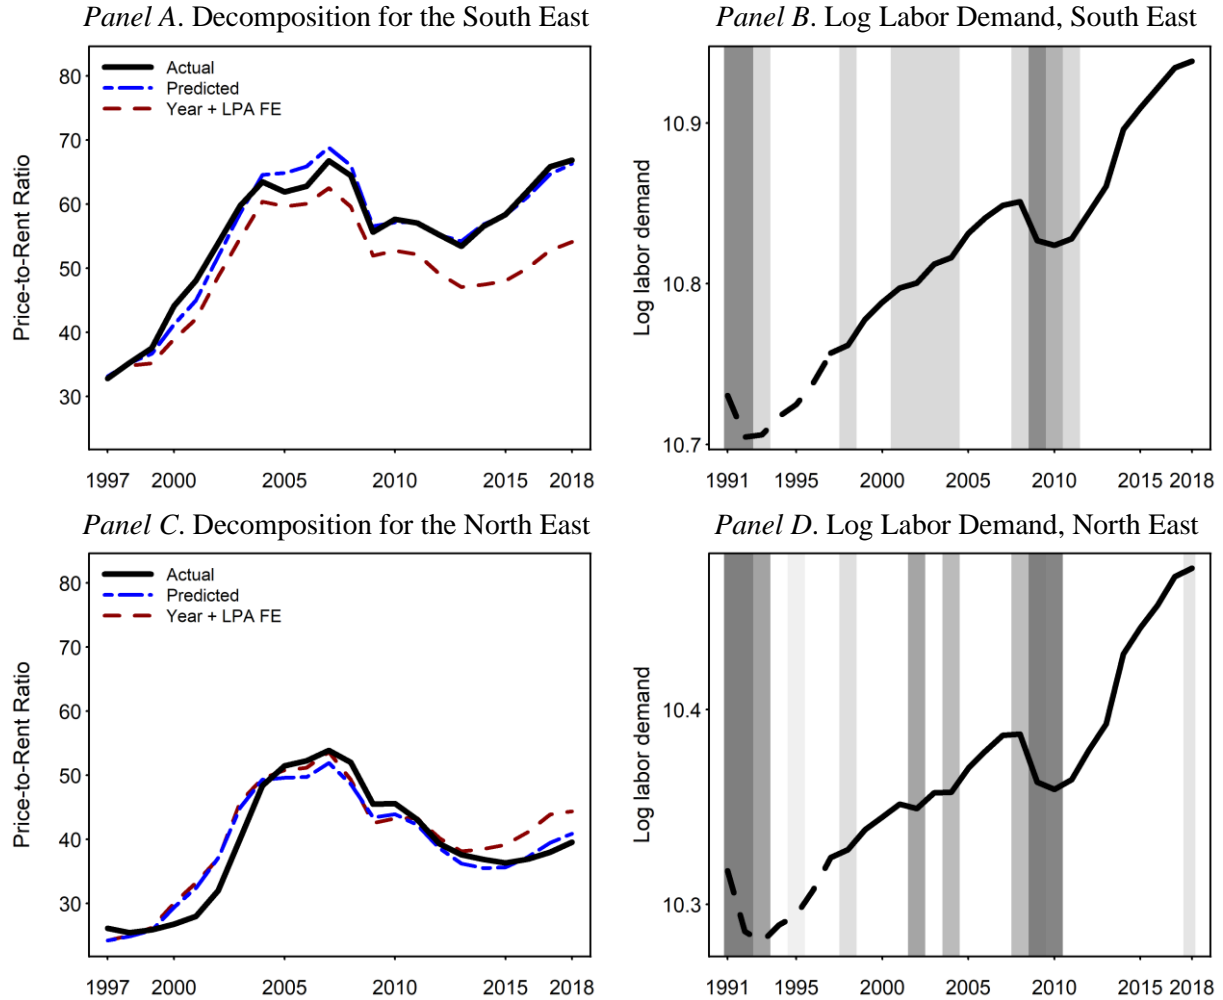 Panel A. Decomposition for the South East
Actual
Predicted
Year + LPA FE
Price-to-Rent Ratio
80
70
60
50
40
30
1997 2000 2005 2010 2015 2018
Panel B. Log Labor Demand, South East
Log labor demand
10.9
10.8
10.7
1991 1995 2000 2005 2010 2015 2018
Panel C. Decomposition for the North East
Actual
Predicted
Year + LPA FE
Price-to-Rent Ratio
80
70
60
50
40
30
1997 2000 2005 2010 2015 2018
Panel D. Log Labor Demand, North East
Log labor demand
10.4
10.3
1991 1995 2000 2005 2010 2015 2018